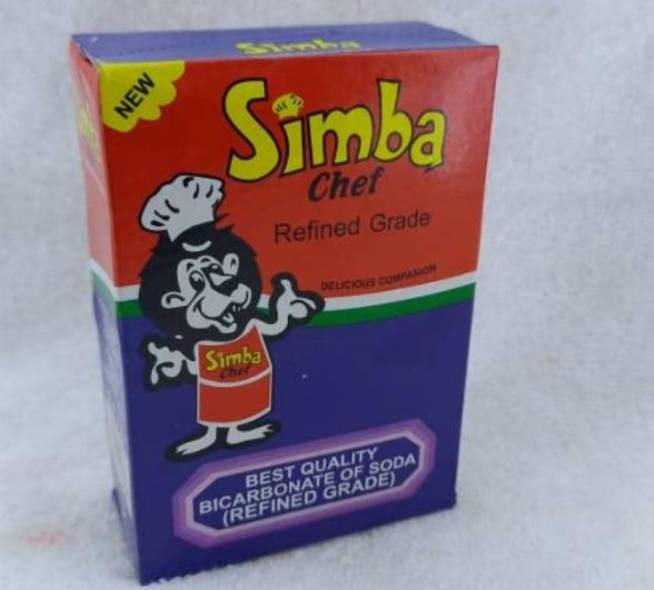 Simba
NEW
Simba
Chef
Refined Grade
DELICIOUS COMPANION
Simba
Chef
BEST QUALITY
BICARBONATE OF SODA
(REFINED GRADE)